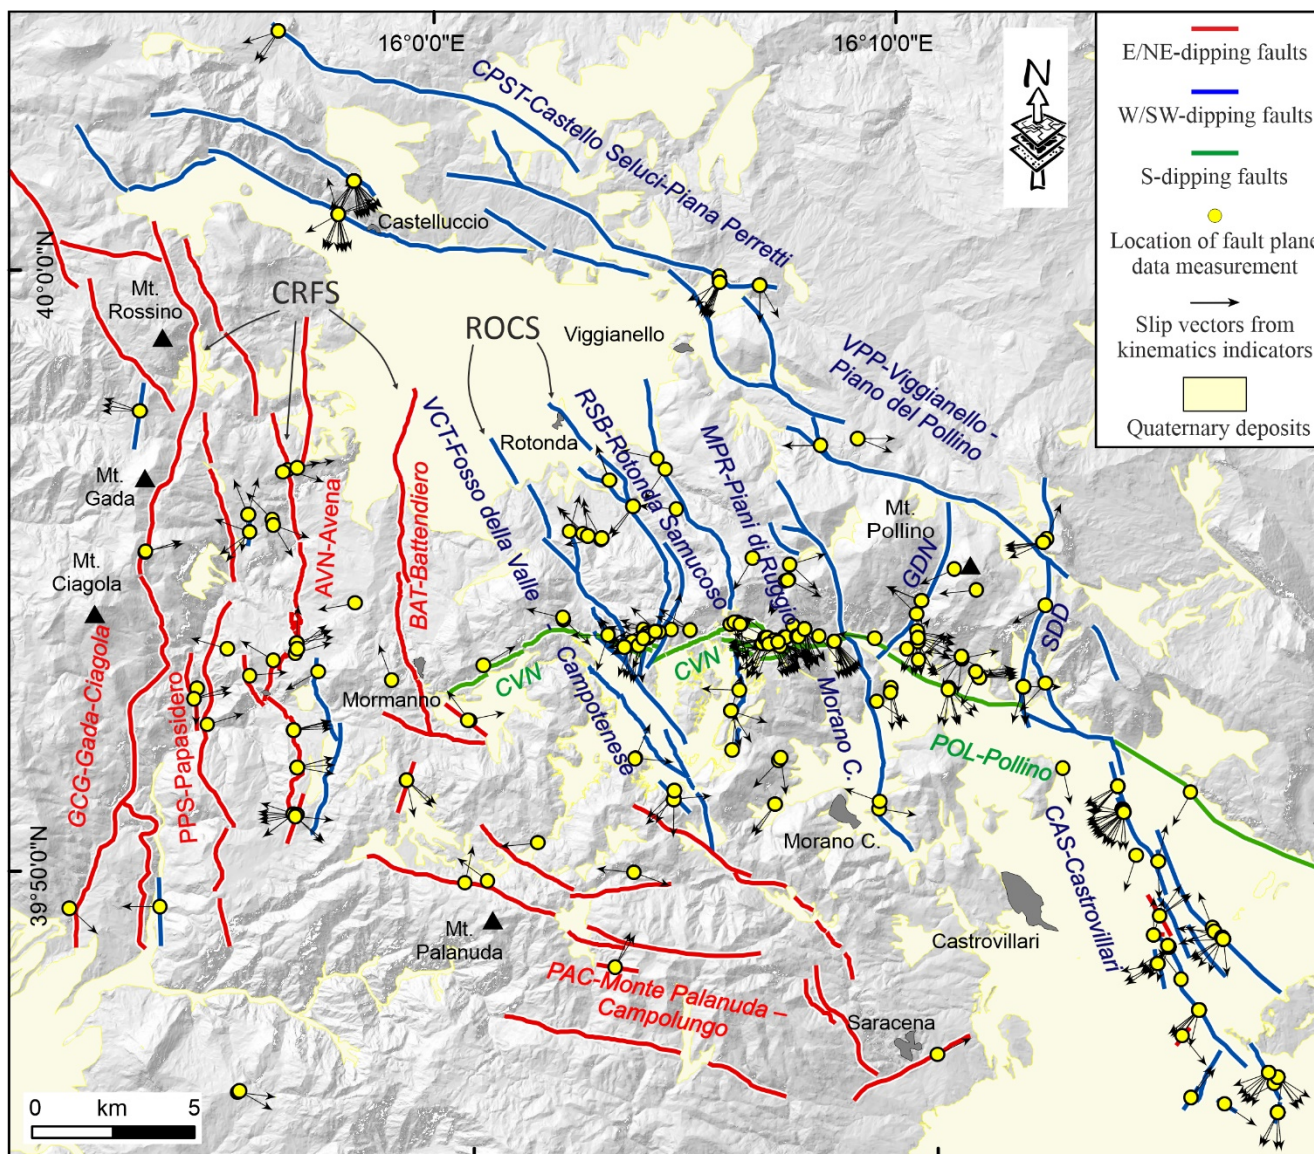 16°0'0"E
16°10'0"E
N
E/NE-dipping faults
W/SW-dipping faults
S-dipping faults
Location of fault plane
data measurement
Slip vectors from
kinematics indicators
Quaternary deposits
CPST-Castello Seluci-Piana Perretti
Castelluccio
40°0'0"N
Mt.
Rossino
CRFS
ROCS
Viggianello
VPP-Viggianello -
Piano del Pollino
Rotonda
VCT-Fosso della Valle
RSB-Rotonda Samucoso
MPR-Piani di Ruggio
Mt.
Gada
AVN-Avena
BAT-Battendiero
Mt.
Pollino
GDN
SDD
Mt.
Ciagola
GCG-Gada-Ciagola
PPS-Papasidero
Mormanno
CVN
CVN
Campotenese
Morano C.
POL-Pollino
CAS-Castrovillari
Morano C.
39°50'0"N
Mt.
Palanuda
Castrovillari
PAC-Monte Palanuda –
Campolungo
Saracena
0 km 5